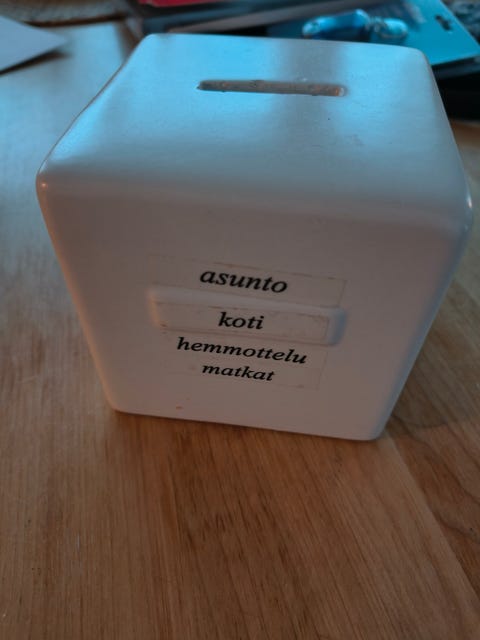 asunto
koti
hemmottelu
matkat